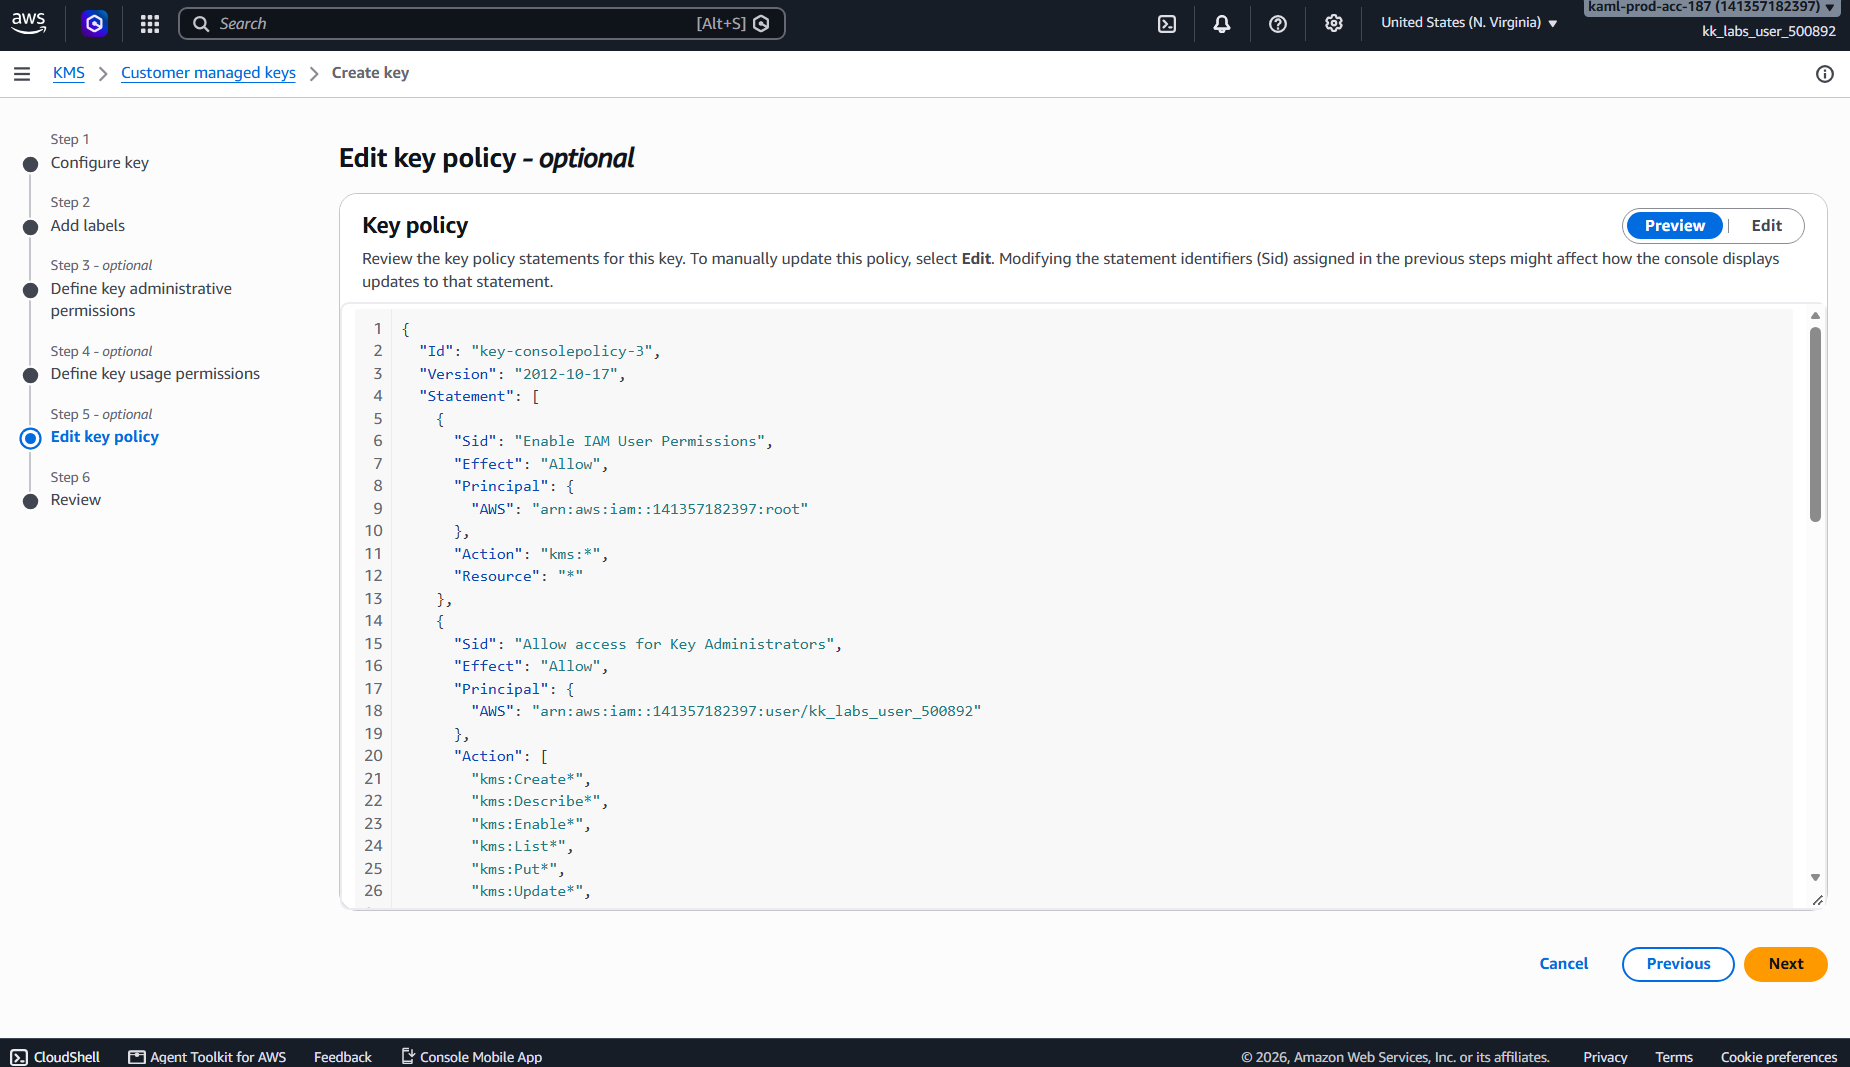 aws
Search [Alt+S]
United States (N. Virginia)
kaml-prod-acc-187 (141357182397)
kk_labs_user_500892
KMS
Customer managed keys
Create key
Step 1
Configure key
Step 2
Add labels
Step 3 - optional
Define key administrative
permissions
Step 4 - optional
Define key usage permissions
Step 5 - optional
Edit key policy
Step 6
Review
Edit key policy - optional
Key policy
Preview
Edit
Review the key policy statements for this key. To manually update this policy, select Edit. Modifying the statement identifiers (Sid) assigned in the previous steps might affect how the console displays
updates to that statement.
1 {
2 "Id": "key-consolepolicy-3",
3 "Version": "2012-10-17",
4 "Statement": [
5 {
6 "Sid": "Enable IAM User Permissions",
7 "Effect": "Allow",
8 "Principal": {
9 "AWS": "arn:aws:iam::141357182397:root"
10 },
11 "Action": "kms:*",
12 "Resource": "*"
13 },
14 {
15 "Sid": "Allow access for Key Administrators",
16 "Effect": "Allow",
17 "Principal": {
18 "AWS": "arn:aws:iam::141357182397:user/kk_labs_user_500892"
19 },
20 "Action": [
21 "kms:Create*",
22 "kms:Describe*",
23 "kms:Enable*",
24 "kms:List*",
25 "kms:Put*",
26 "kms:Update*",
Cancel
Previous
Next
CloudShell
Agent Toolkit for AWS
Feedback
Console Mobile App
© 2026, Amazon Web Services, Inc. or its affiliates.
Privacy
Terms
Cookie preferences